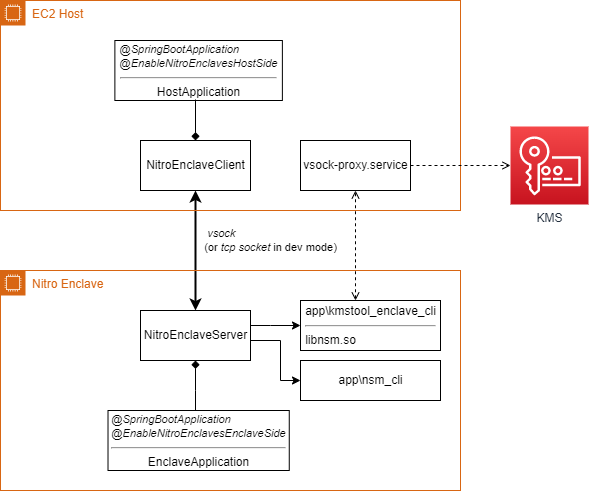 EC2 Host
@SpringBootApplication
@EnableNitroEnclavesHostSide
HostApplication
NitroEnclaveClient
vsock-proxy.service
KMS
vsock
(or tcp socket in dev mode)
Nitro Enclave
NitroEnclaveServer
app\kmstool_enclave_cli
libnsm.so
app\nsm_cli
@SpringBootApplication
@EnableNitroEnclavesEnclaveSide
EnclaveApplication